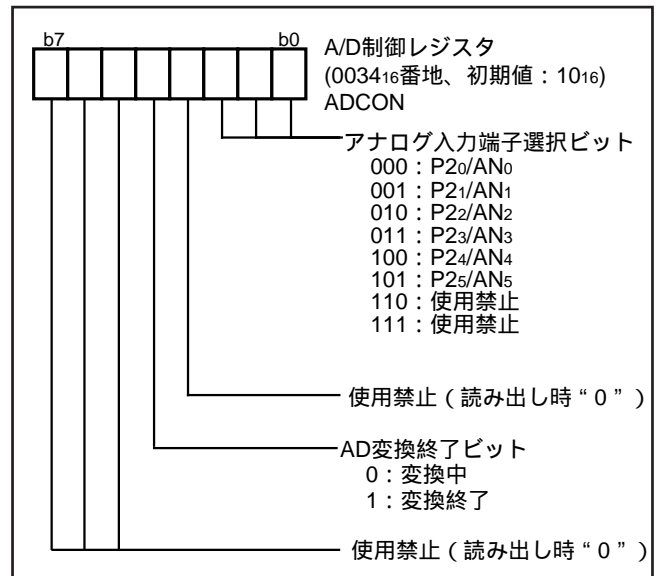 b7 b0
A/D制御レジスタ
(003416番地、初期値：1016)
ADCON
アナログ入力端子選択ビット
000：P20/AN0
001：P21/AN1
010：P22/AN2
011：P23/AN3
100：P24/AN4
101：P25/AN5
110：使用禁止
111：使用禁止
使用禁止（読み出し時“0”）
AD変換終了ビット
0：変換中
1：変換終了
使用禁止（読み出し時“0”）